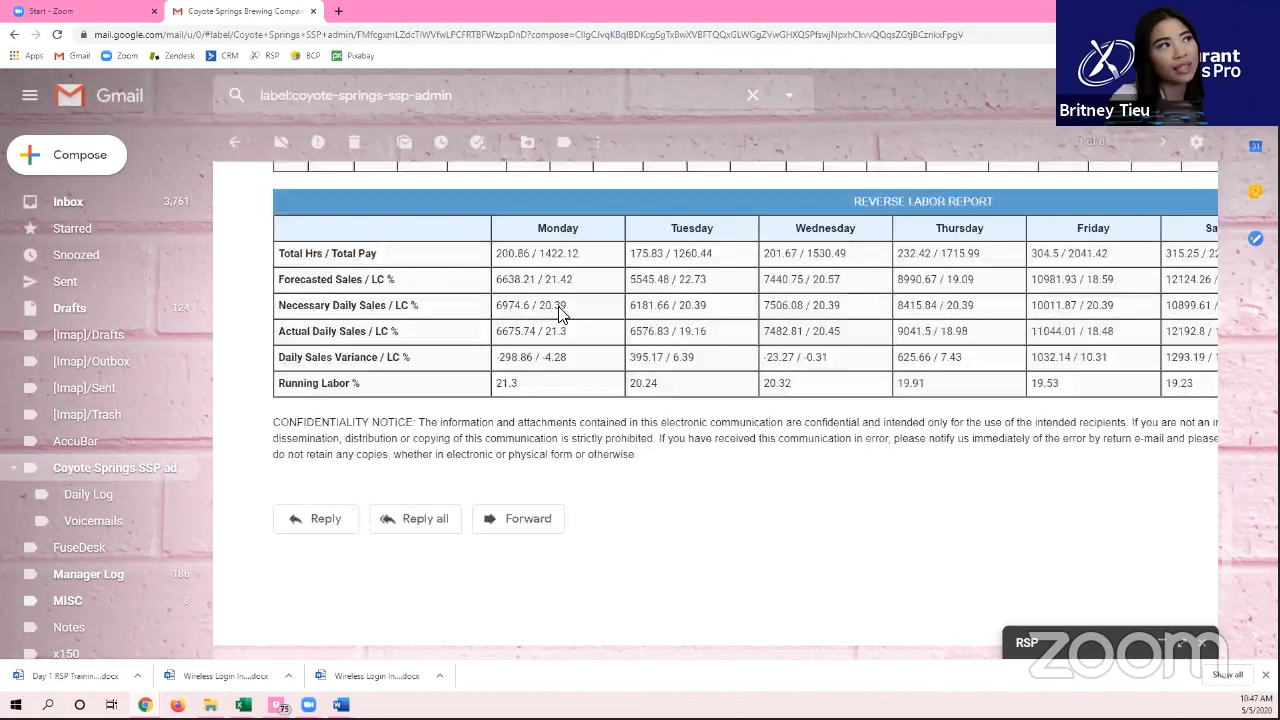 Start - Zoom
Coyote Springs Brewing Compan
Apps
Gmail
Zoom
Zendesk
CRM
RSP
BCP
Pixabay
rant
s Pro
Britney Tieu
Gmail
label:coyote-springs-ssp-admin
1 of 8
Compose
Inbox 3,761
Starred
Snoozed
Sent
Drafts 124
[Imap]/Drafts
[Imap]/Outbox
[Imap]/Sent
[Imap]/Trash
AccuBar
Coyote Springs SSP ad...
Daily Log
Voicemails
FuseDesk
Manager Log 186
MISC 8
Notes
x150
REVERSE LABOR REPORT
Monday Tuesday Wednesday Thursday Friday Sa
Total Hrs / Total Pay 200.86 / 1422.12 175.83 / 1260.44 201.67 / 1530.49 232.42 / 1715.99 304.5 / 2041.42 315.25 / 22
Forecasted Sales / LC % 6638.21 / 21.42 5545.48 / 22.73 7440.75 / 20.57 8990.67 / 19.09 10981.93 / 18.59 12124.26
Necessary Daily Sales / LC % 6974.6 / 20.39 6181.66 / 20.39 7506.08 / 20.39 8415.84 / 20.39 10011.87 / 20.39 10899.61
Actual Daily Sales / LC % 6675.74 / 21.3 6576.83 / 19.16 7482.81 / 20.45 9041.5 / 18.98 11044.01 / 18.48 12192.8 / 1
Daily Sales Variance / LC % -298.86 / -4.28 395.17 / 6.39 -23.27 / -0.31 625.66 / 7.43 1032.14 / 10.31 1293.19 / 1
Running Labor % 21.3 20.24 20.32 19.91 19.53 19.23
CONFIDENTIALITY NOTICE: The information and attachments contained in this electronic communication are confidential and intended only for the use of the intended recipients. If you are not an in
dissemination, distribution or copying of this communication is strictly prohibited. If you have received this communication in error, please notify us immediately of the error by return e-mail and please
do not retain any copies, whether in electronic or physical form or otherwise.
Reply
Reply all
Forward
RSP
zoom
Day 1 RSP Trainin....docx
Wireless Login In....docx
Wireless Login In....docx
Show all
75
10:47 AM
5/5/2020